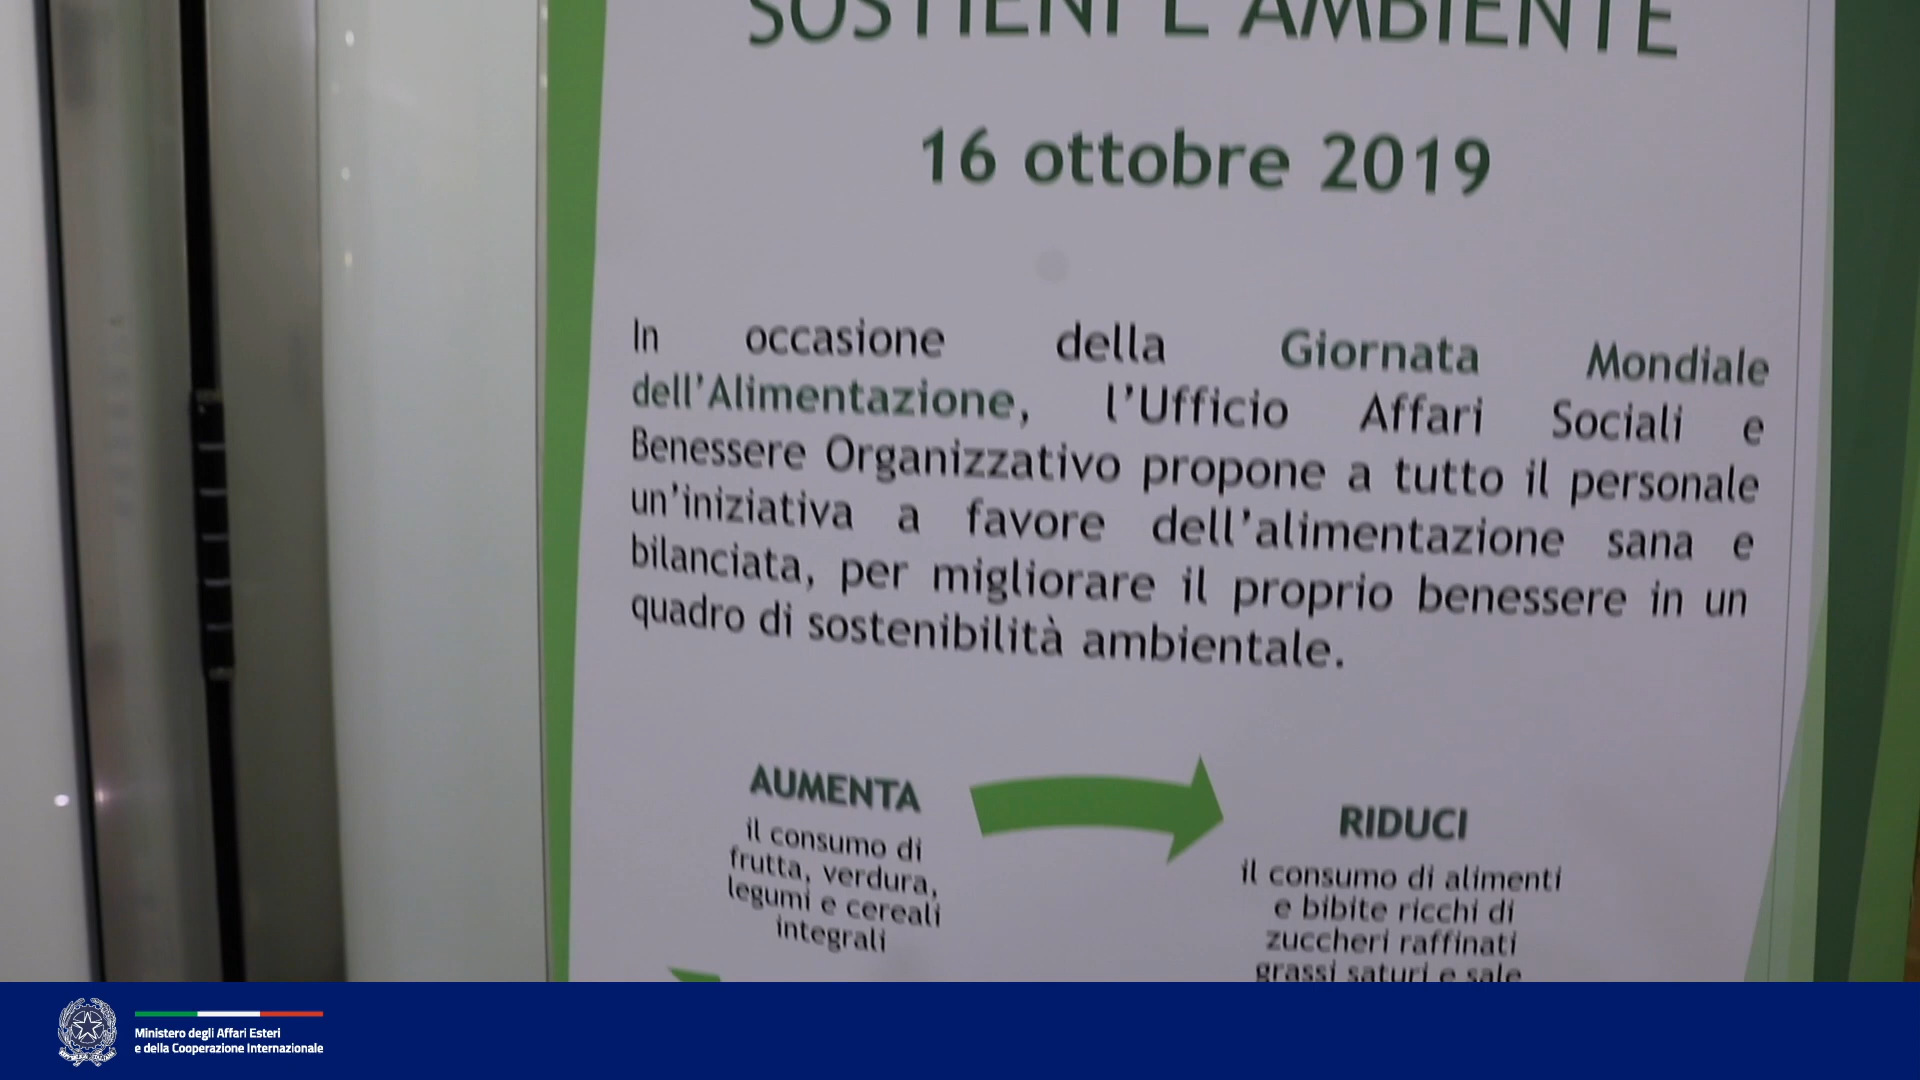 SOSTIENI L'AMBIENTE
16 ottobre 2019
In occasione della Giornata Mondiale
dell'Alimentazione, l'Ufficio Affari Sociali e
Benessere Organizzativo propone a tutto il personale
un'iniziativa a favore dell'alimentazione sana e
bilanciata, per migliorare il proprio benessere in un
quadro di sostenibilità ambientale.
AUMENTA
il consumo di
frutta, verdura,
legumi e cereali
integrali
RIDUCI
il consumo di alimenti
e bibite ricchi di
zuccheri raffinati
grassi saturi e sale
Ministero degli Affari Esteri
e della Cooperazione Internazionale